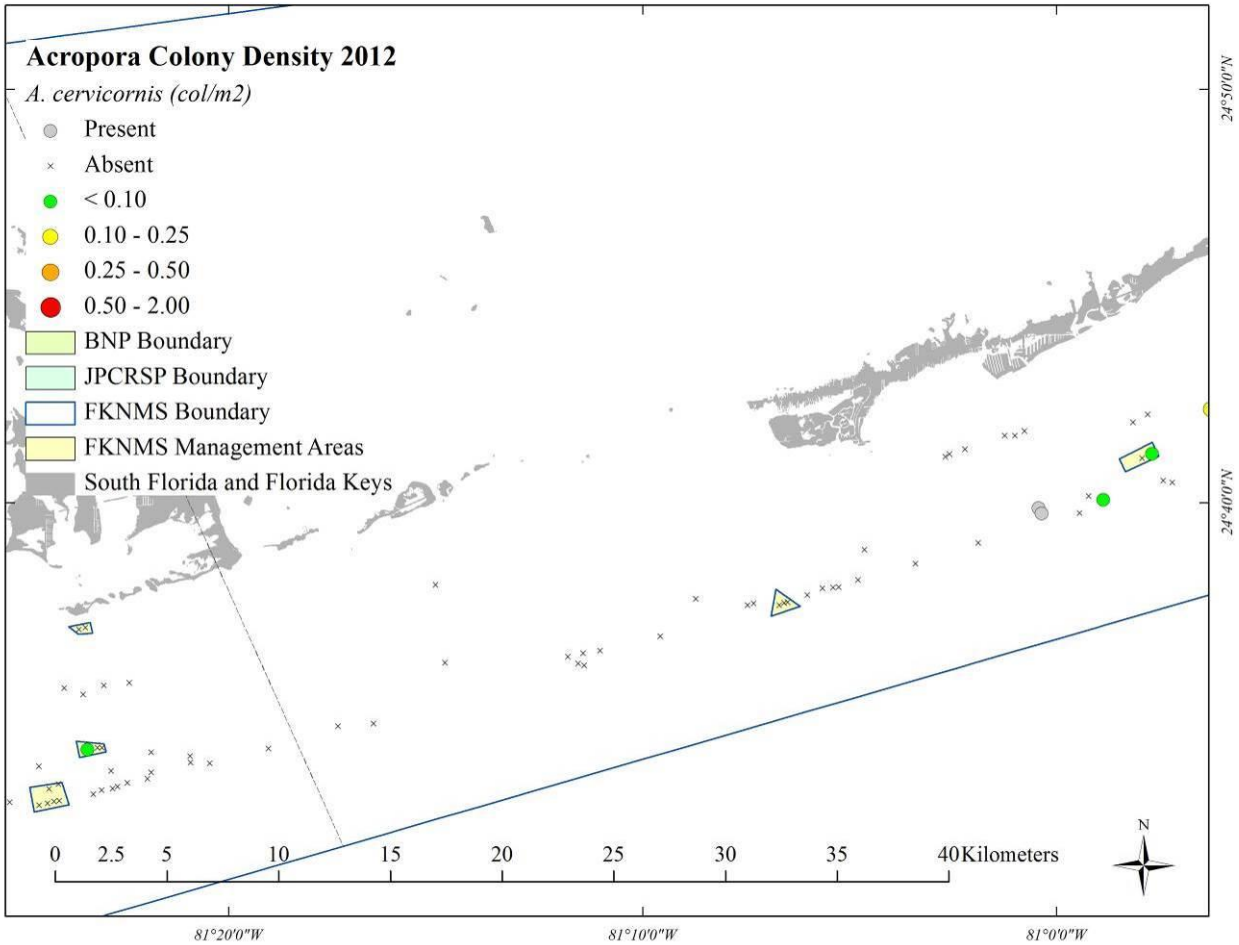 Acropora Colony Density 2012
A. cervicornis (col/m2)
Present
Absent
< 0.10
0.10 - 0.25
0.25 - 0.50
0.50 - 2.00
BNP Boundary
JPCRSP Boundary
FKNMS Boundary
FKNMS Management Areas
South Florida and Florida Keys
24°50'0"N
24°40'0"N
N
0 2.5 5 10 15 20 25 30 35 40 Kilometers
81°20'0"W 81°10'0"W 81°0'0"W